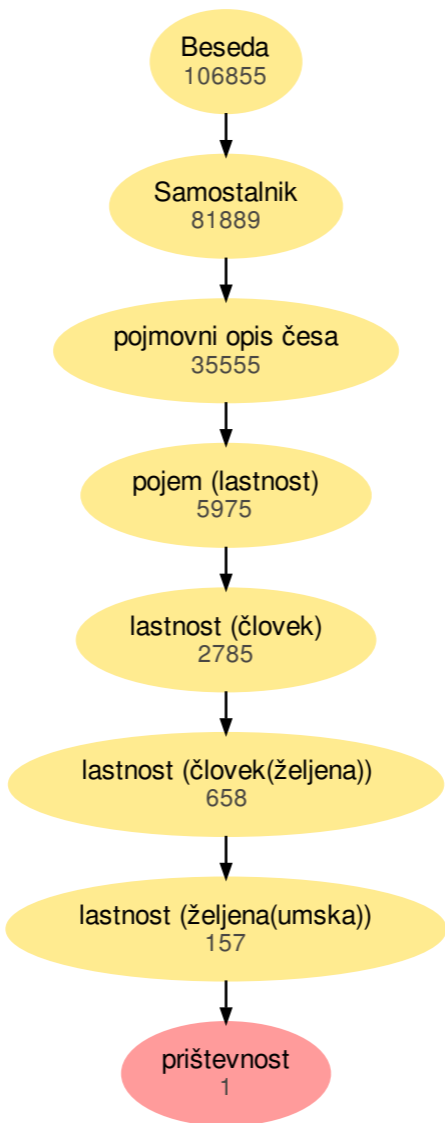 Beseda
106855
Samostalnik
81889
pojmovni opis česa
35555
pojem (lastnost)
5975
lastnost (človek)
2785
lastnost (človek(željena))
658
lastnost (željena(umska))
157
prištevnost
1